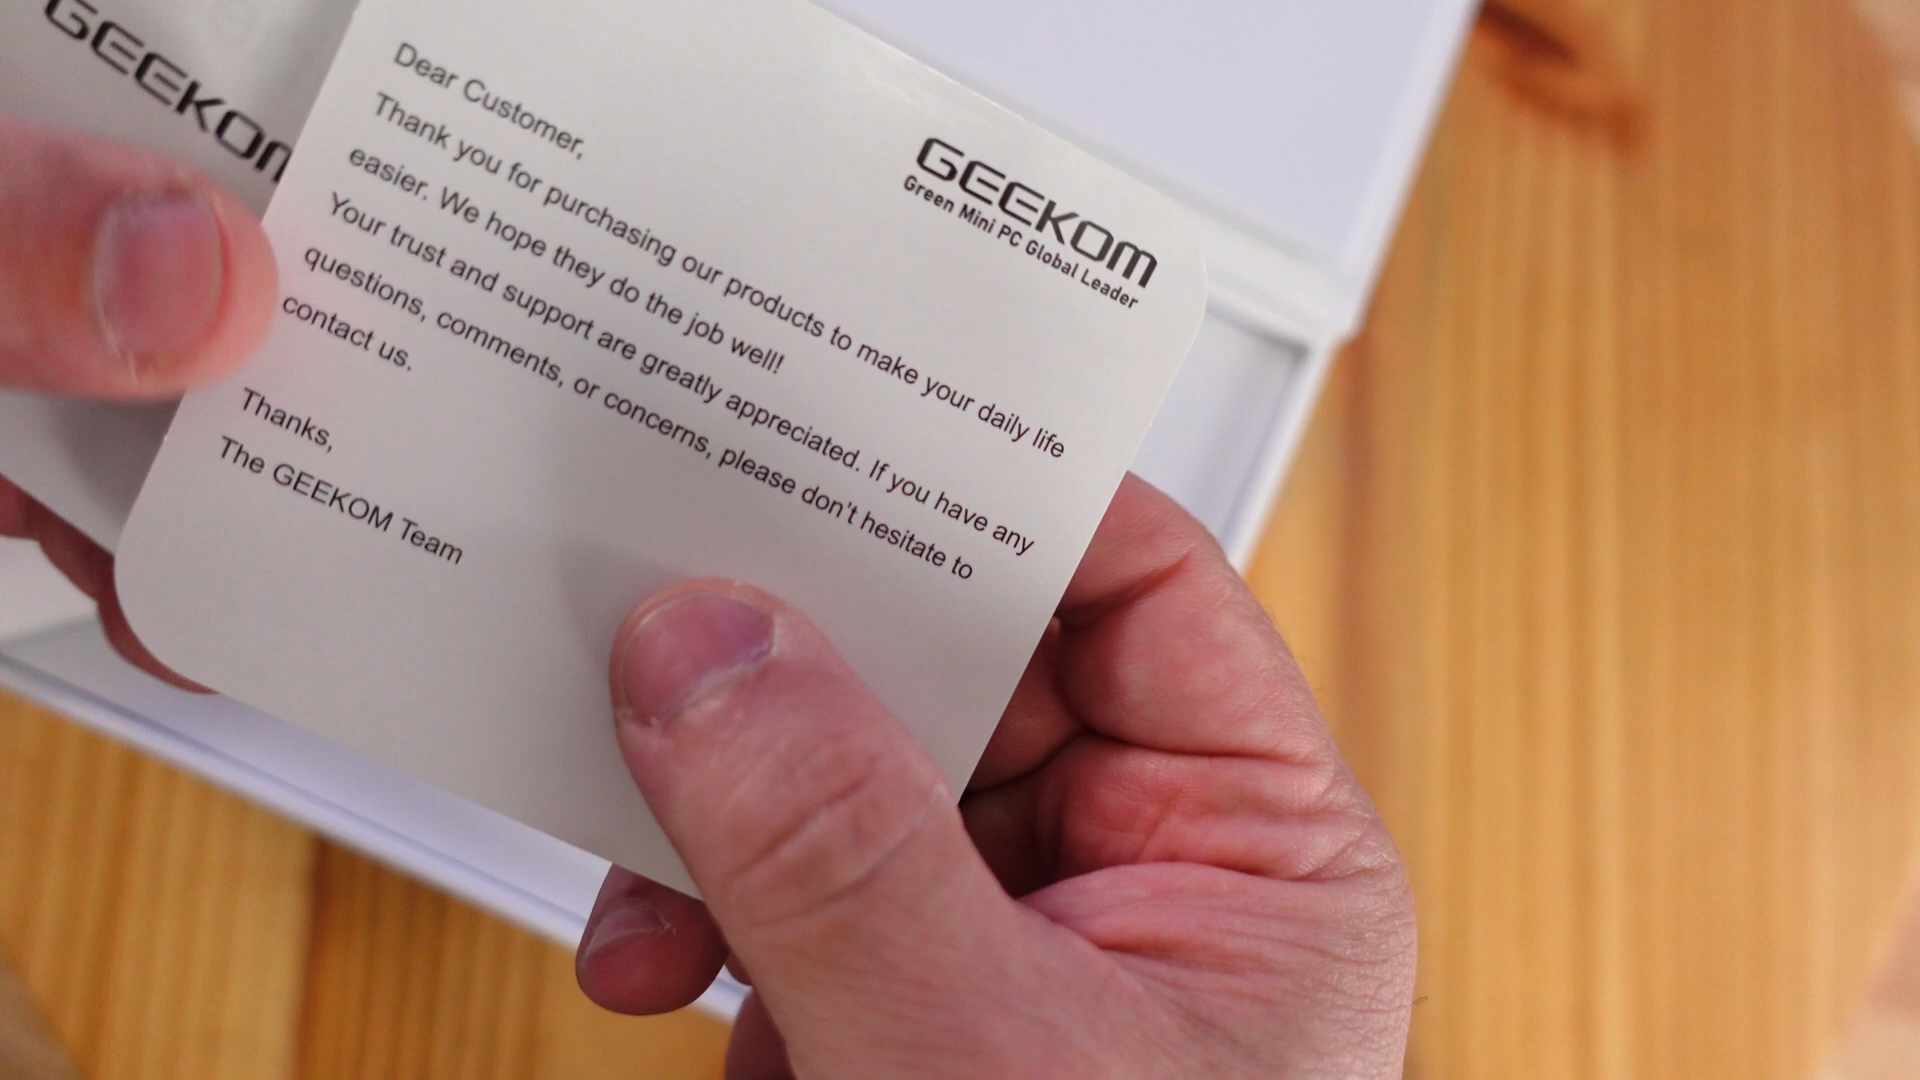 GEEKOM
GEEKOM
Green Mini PC Global Leader
Dear Customer,
Thank you for purchasing our products to make your daily life
easier. We hope they do the job well!
Your trust and support are greatly appreciated. If you have any
questions, comments, or concerns, please don't hesitate to
contact us.
Thanks,
The GEEKOM Team